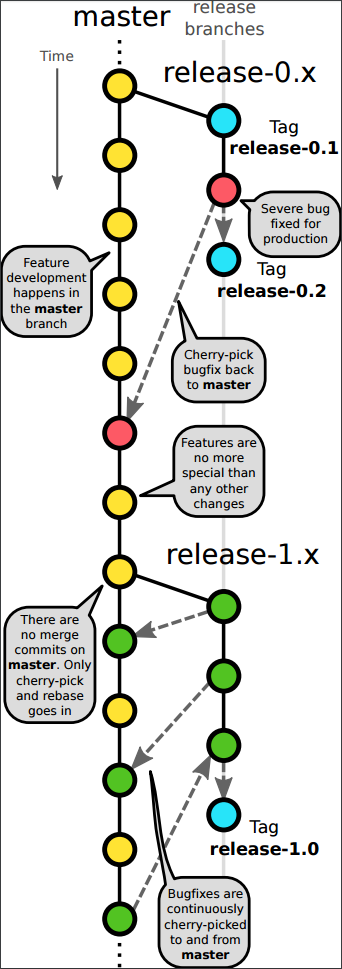 master
release
branches
Time
release-0.x
Tag
release-0.1
Severe bug
fixed for
production
Feature
development
happens in
the master
branch
Tag
release-0.2
Cherry-pick
bugfix back
to master
Features are
no more
special than
any other
changes
release-1.x
There are
no merge
commits on
master. Only
cherry-pick
and rebase
goes in
Tag
release-1.0
Bugfixes are
continuously
cherry-picked
to and from
master